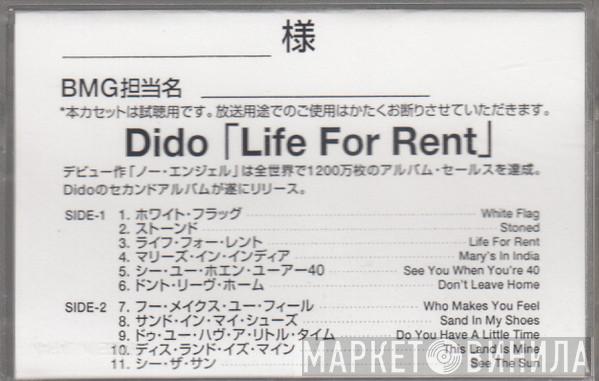 様
BMG担当名
*本カセットは試聴用です。放送用途でのご使用はかたくお断りさせていただきます。
Dido「Life For Rent」
デビュー作「ノー・エンジェル」は全世界で1200万枚のアルバム・セールスを達成。
Didoのセカンドアルバムが遂にリリース。
SIDE-1 1. ホワイト・フラッグ White Flag
2. ストーンド Stoned
3. ライフ・フォー・レント Life For Rent
4. マリーズ・イン・インディア Mary's In India
5. シー・ユー・ホエン・ユーアー40 See You When You're 40
6. ドント・リーヴ・ホーム Don't Leave Home
SIDE-2 7. フー・メイクス・ユー・フィール Who Makes You Feel
8. サンド・イン・マイ・シューズ Sand In My Shoes
9. ドゥ・ユー・ハヴ・ア・リトル・タイム Do You Have A Little Time
10. ディス・ランド・イズ・マイン This Land Is Mine
11. シー・ザ・サン See The Sun
МАРКЕТ ВИНИЛА